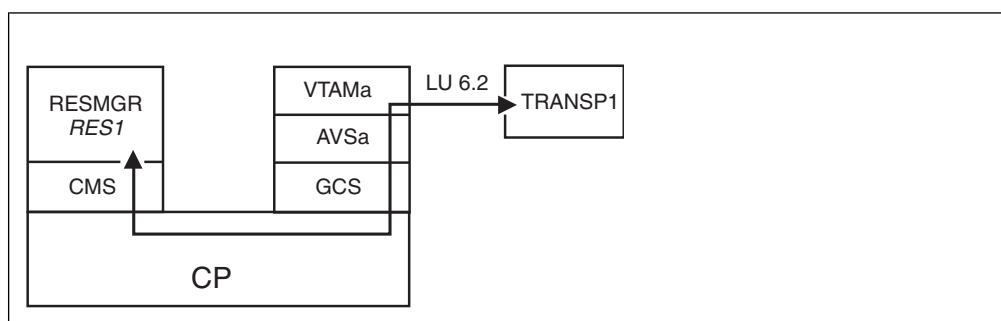 RESMGR
RES1
CMS
VTAMa
AVSa
GCS
LU 6.2
TRANSP1
CP